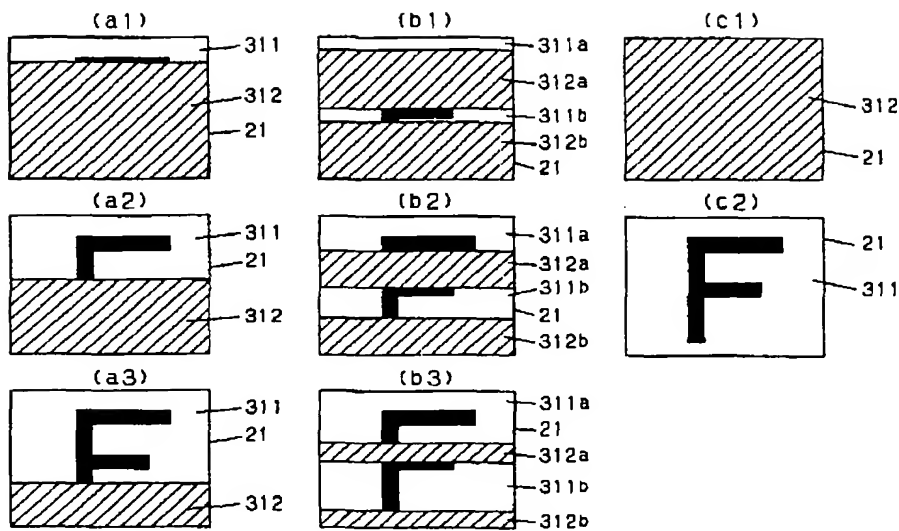 (a1) (b1) (c1)
311 311a
312a
312 312
311b
21 312b 21
21
(a2) (b2) (c2)
311 311a 21
F F
21 312a
311b 311
21
312 312b
(a3) (b3)
311 311a
F F
21 21
312a
311b
312 312b